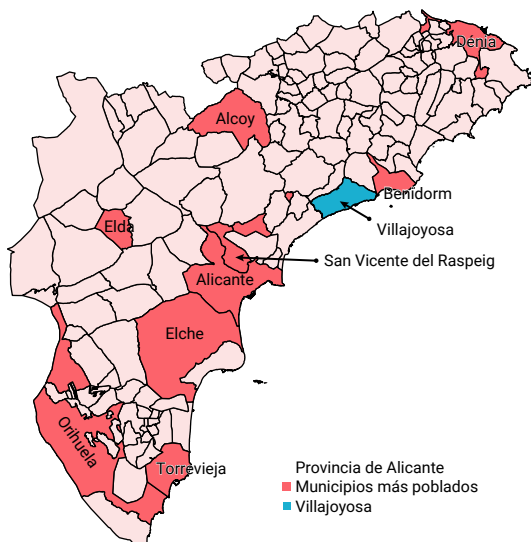 Dénia
Alcoy
Benidorm
Elda
Villajoyosa
San Vicente del Raspeig
Alicante
Elche
Orihuela
Torrevieja
Provincia de Alicante
Municipios más poblados
Villajoyosa